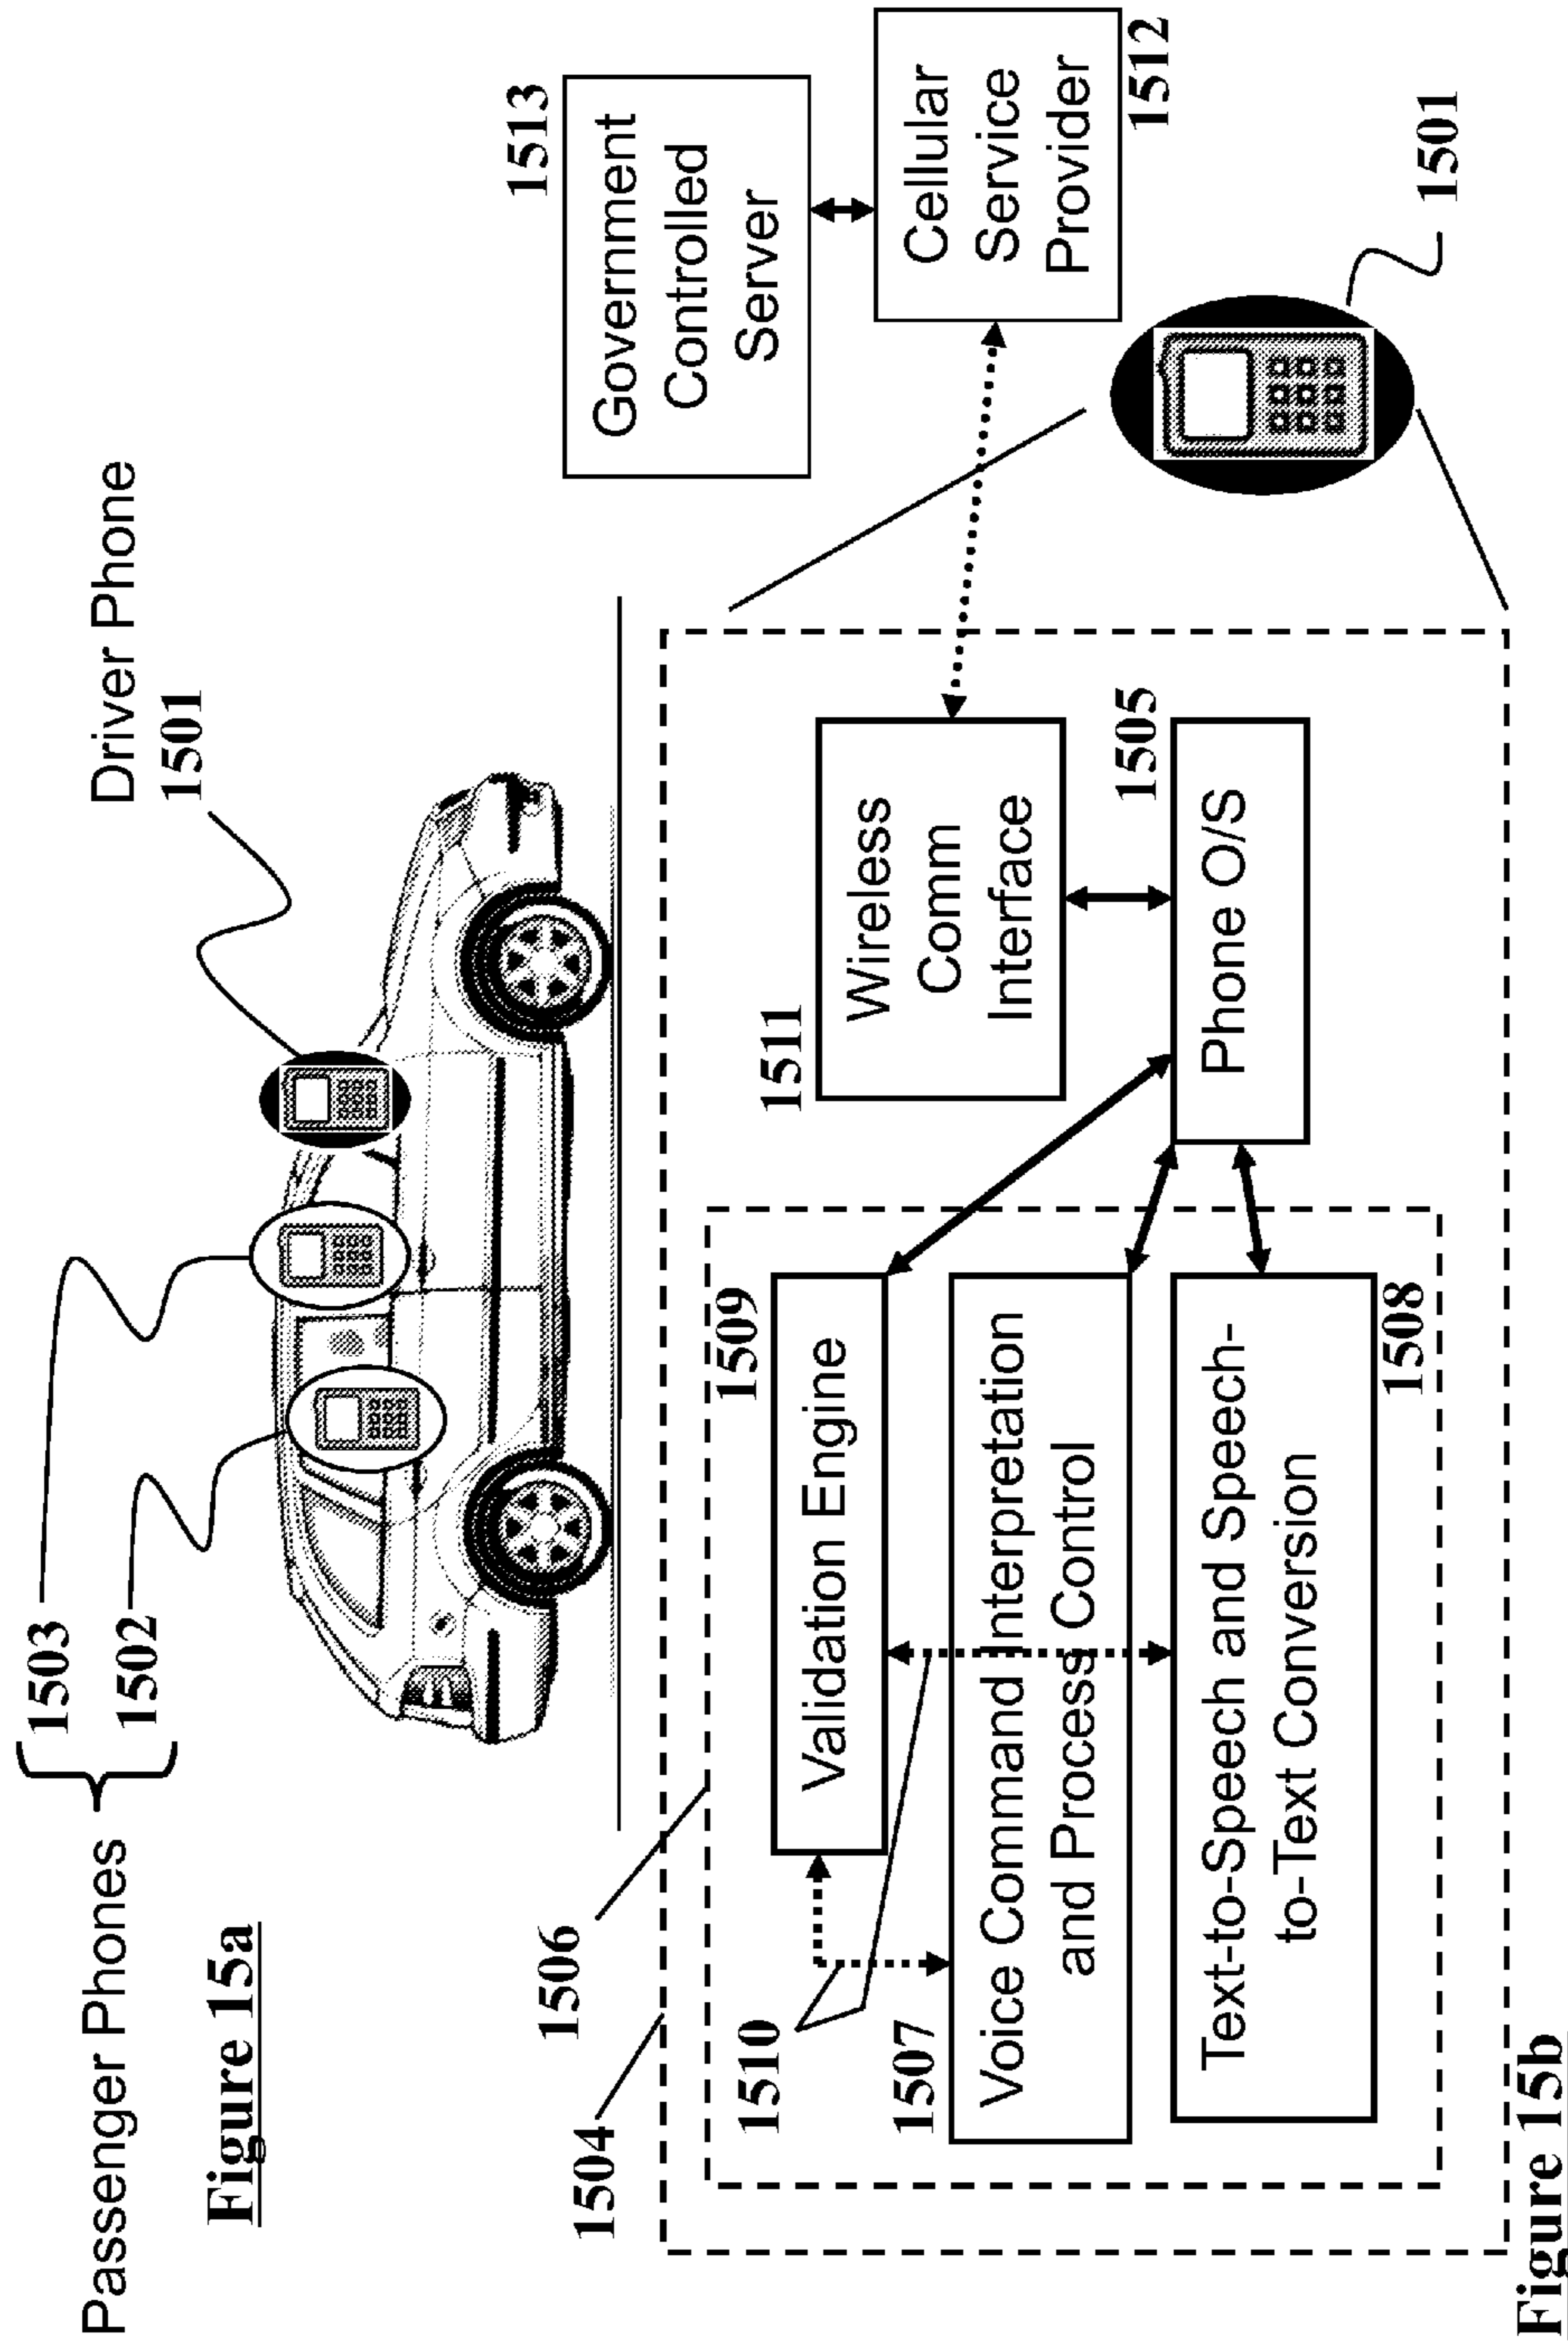 Passenger Phones
1503
1502
Driver Phone
1501
Figure 15a
1504
1506
1513
Government
Controlled
Server
Cellular
Service
Provider
1512
1501
1511
Wireless
Comm
Interface
1505
Phone O/S
1509
Validation Engine
1510
1507
Voice Command Interpretation
and Process Control
Text-to-Speech and Speech-
to-Text Conversion
1508
Figure 15b